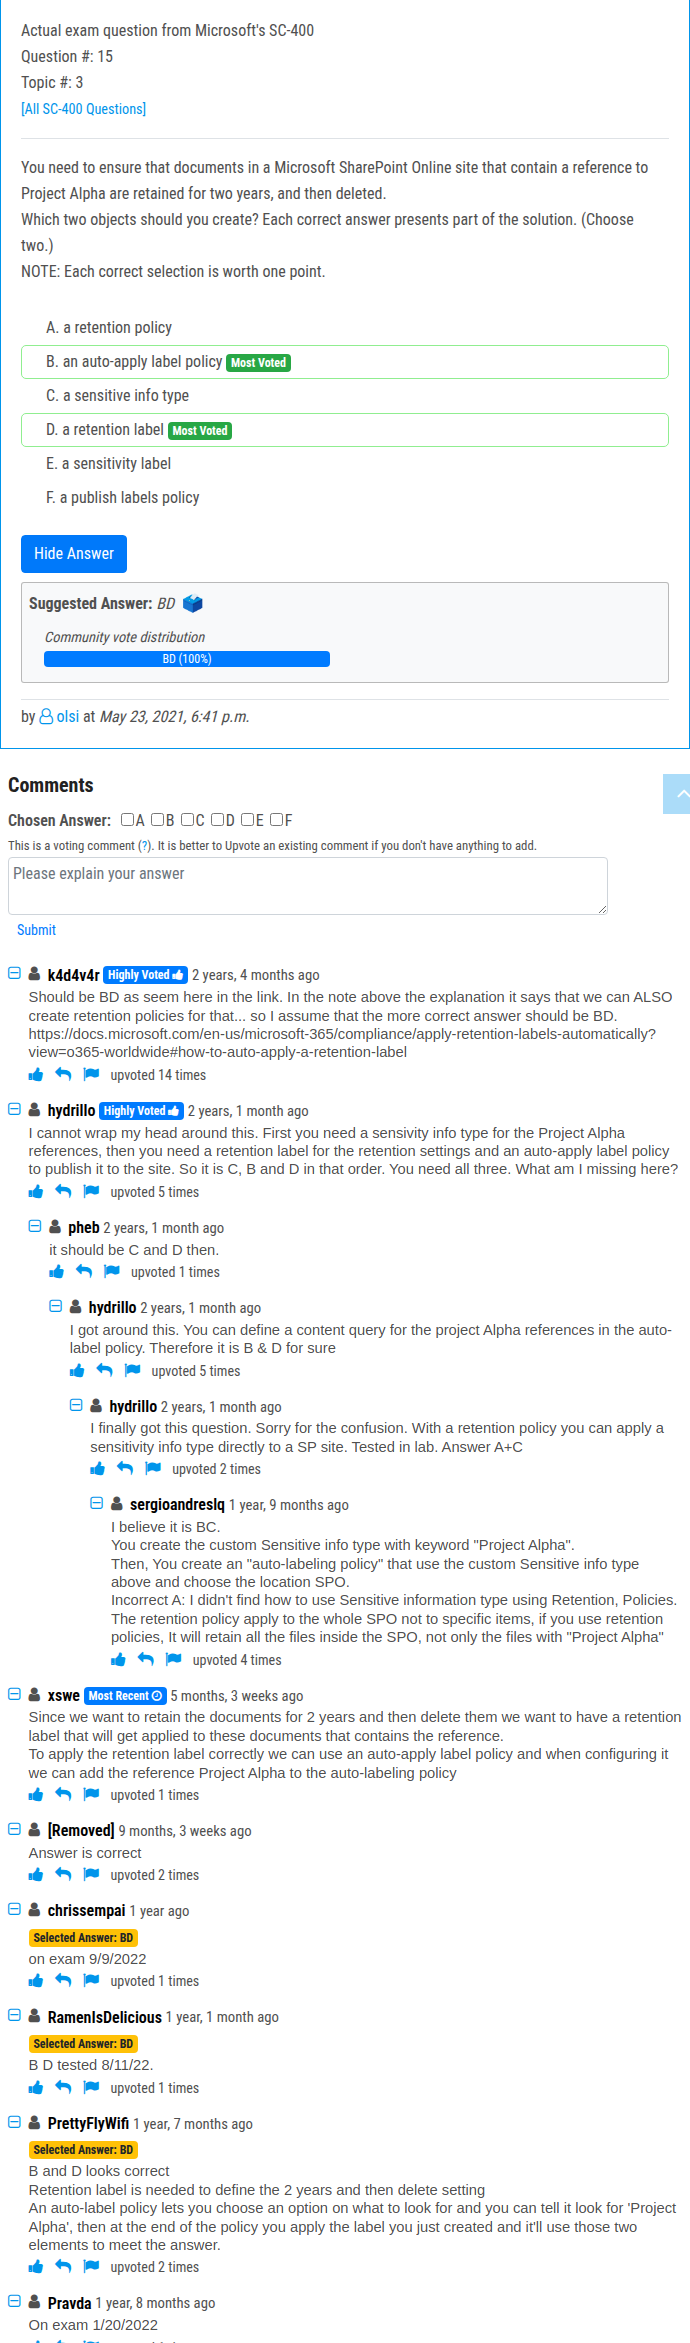 Actual exam question from Microsoft's SC-400
Question #: 15
Topic #: 3
[All SC-400 Questions]
You need to ensure that documents in a Microsoft SharePoint Online site that contain a reference to
Project Alpha are retained for two years, and then deleted.
Which two objects should you create? Each correct answer presents part of the solution. (Choose
two.)
NOTE: Each correct selection is worth one point.
A. a retention policy
B. an auto-apply label policy Most Voted
C. a sensitive info type
D. a retention label Most Voted
E. a sensitivity label
F. a publish labels policy
Hide Answer
Suggested Answer: BD
Community vote distribution
BD (100%)
by olsi at May 23, 2021, 6:41 p.m.
Comments
Chosen Answer: A B C D E F
This is a voting comment (?). It is better to Upvote an existing comment if you don't have anything to add.
Please explain your answer
Submit
k4d4v4r Highly Voted 2 years, 4 months ago
Should be BD as seem here in the link. In the note above the explanation it says that we can ALSO
create retention policies for that... so I assume that the more correct answer should be BD.
https://docs.microsoft.com/en-us/microsoft-365/compliance/apply-retention-labels-automatically?
view=o365-worldwide#how-to-auto-apply-a-retention-label
upvoted 14 times
hydrillo Highly Voted 2 years, 1 month ago
I cannot wrap my head around this. First you need a sensivity info type for the Project Alpha
references, then you need a retention label for the retention settings and an auto-apply label policy
to publish it to the site. So it is C, B and D in that order. You need all three. What am I missing here?
upvoted 5 times
pheb 2 years, 1 month ago
it should be C and D then.
upvoted 1 times
hydrillo 2 years, 1 month ago
I got around this. You can define a content query for the project Alpha references in the auto-
label policy. Therefore it is B & D for sure
upvoted 5 times
hydrillo 2 years, 1 month ago
I finally got this question. Sorry for the confusion. With a retention policy you can apply a
sensitivity info type directly to a SP site. Tested in lab. Answer A+C
upvoted 2 times
sergioandreslq 1 year, 9 months ago
I believe it is BC.
You create the custom Sensitive info type with keyword "Project Alpha".
Then, You create an "auto-labeling policy" that use the custom Sensitive info type
above and choose the location SPO.
Incorrect A: I didn't find how to use Sensitive information type using Retention, Policies.
The retention policy apply to the whole SPO not to specific items, if you use retention
policies, It will retain all the files inside the SPO, not only the files with "Project Alpha"
upvoted 4 times
xswe Most Recent 5 months, 3 weeks ago
Since we want to retain the documents for 2 years and then delete them we want to have a retention
label that will get applied to these documents that contains the reference.
To apply the retention label correctly we can use an auto-apply label policy and when configuring it
we can add the reference Project Alpha to the auto-labeling policy
upvoted 1 times
[Removed] 9 months, 3 weeks ago
Answer is correct
upvoted 2 times
chrissempai 1 year ago
Selected Answer: BD
on exam 9/9/2022
upvoted 1 times
RamenIsDelicious 1 year, 1 month ago
Selected Answer: BD
B D tested 8/11/22.
upvoted 1 times
PrettyFlyWifi 1 year, 7 months ago
Selected Answer: BD
B and D looks correct
Retention label is needed to define the 2 years and then delete setting
An auto-label policy lets you choose an option on what to look for and you can tell it look for 'Project
Alpha', then at the end of the policy you apply the label you just created and it'll use those two
elements to meet the answer.
upvoted 2 times
Pravda 1 year, 8 months ago
On exam 1/20/2022